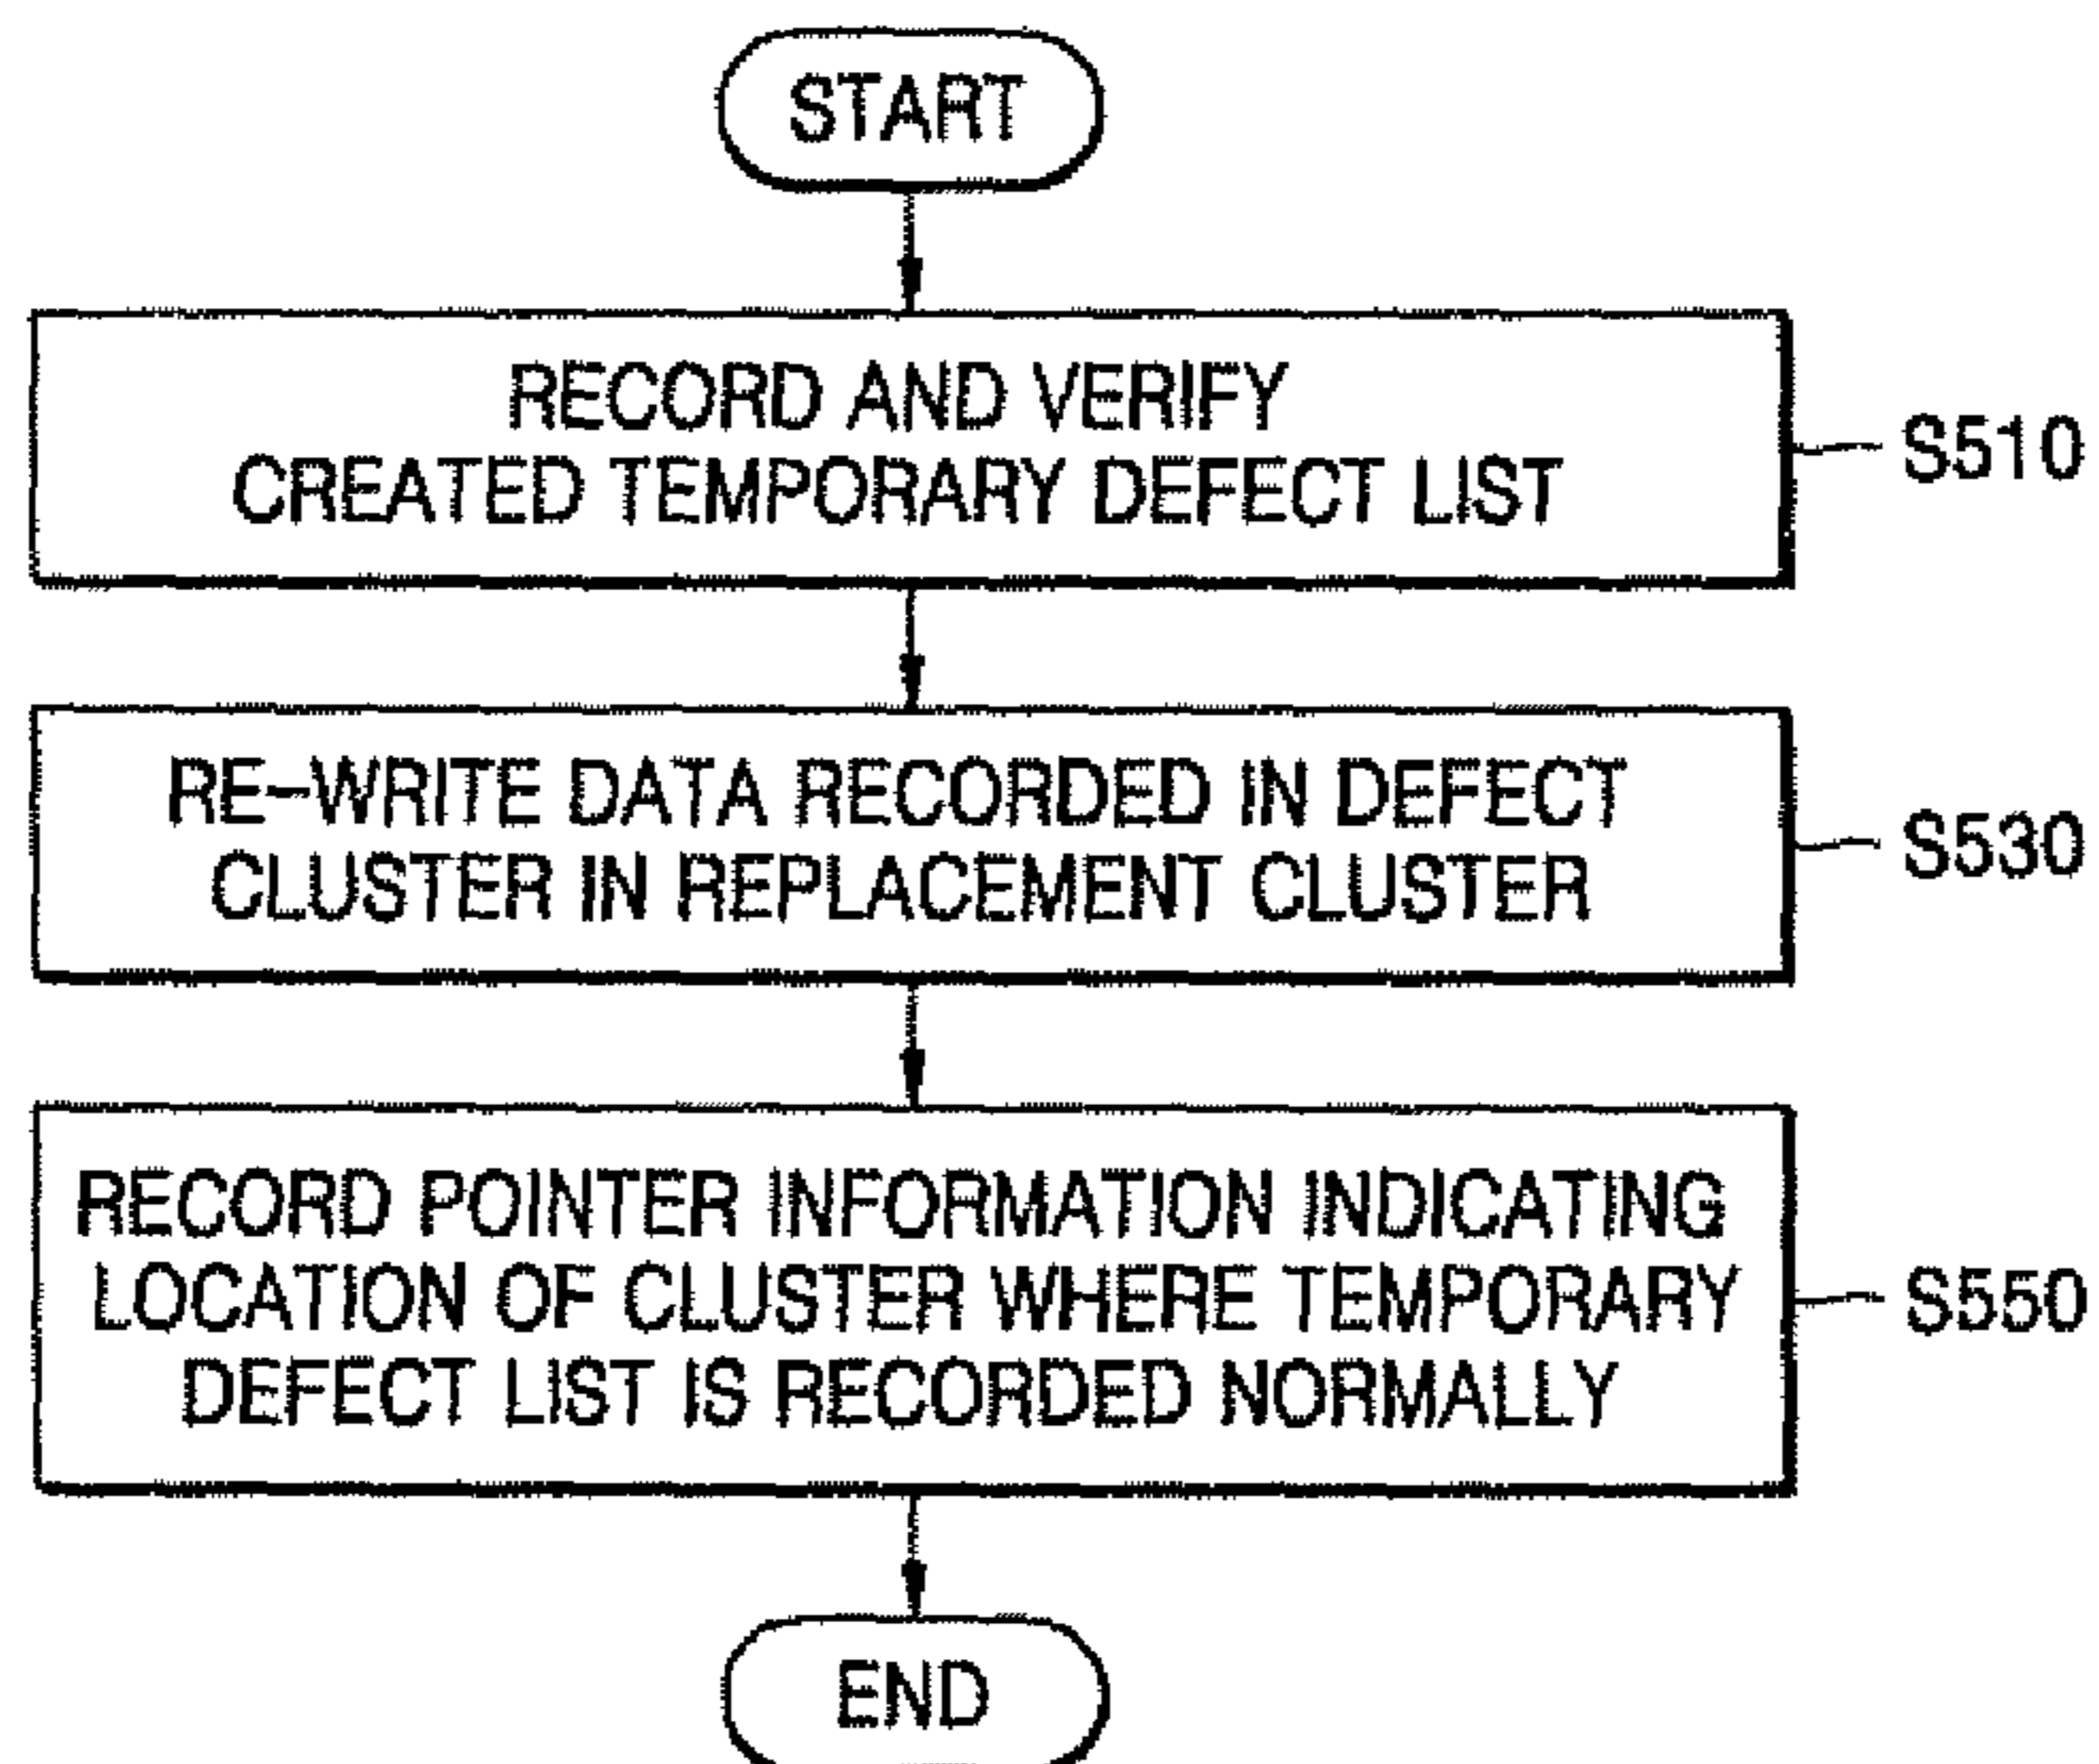 START
RECORD AND VERIFY
CREATED TEMPORARY DEFECT LIST
S510
RE-WRITE DATA RECORDED IN DEFECT
CLUSTER IN REPLACEMENT CLUSTER
S530
RECORD POINTER INFORMATION INDICATING
LOCATION OF CLUSTER WHERE TEMPORARY
DEFECT LIST IS RECORDED NORMALLY
S550
END